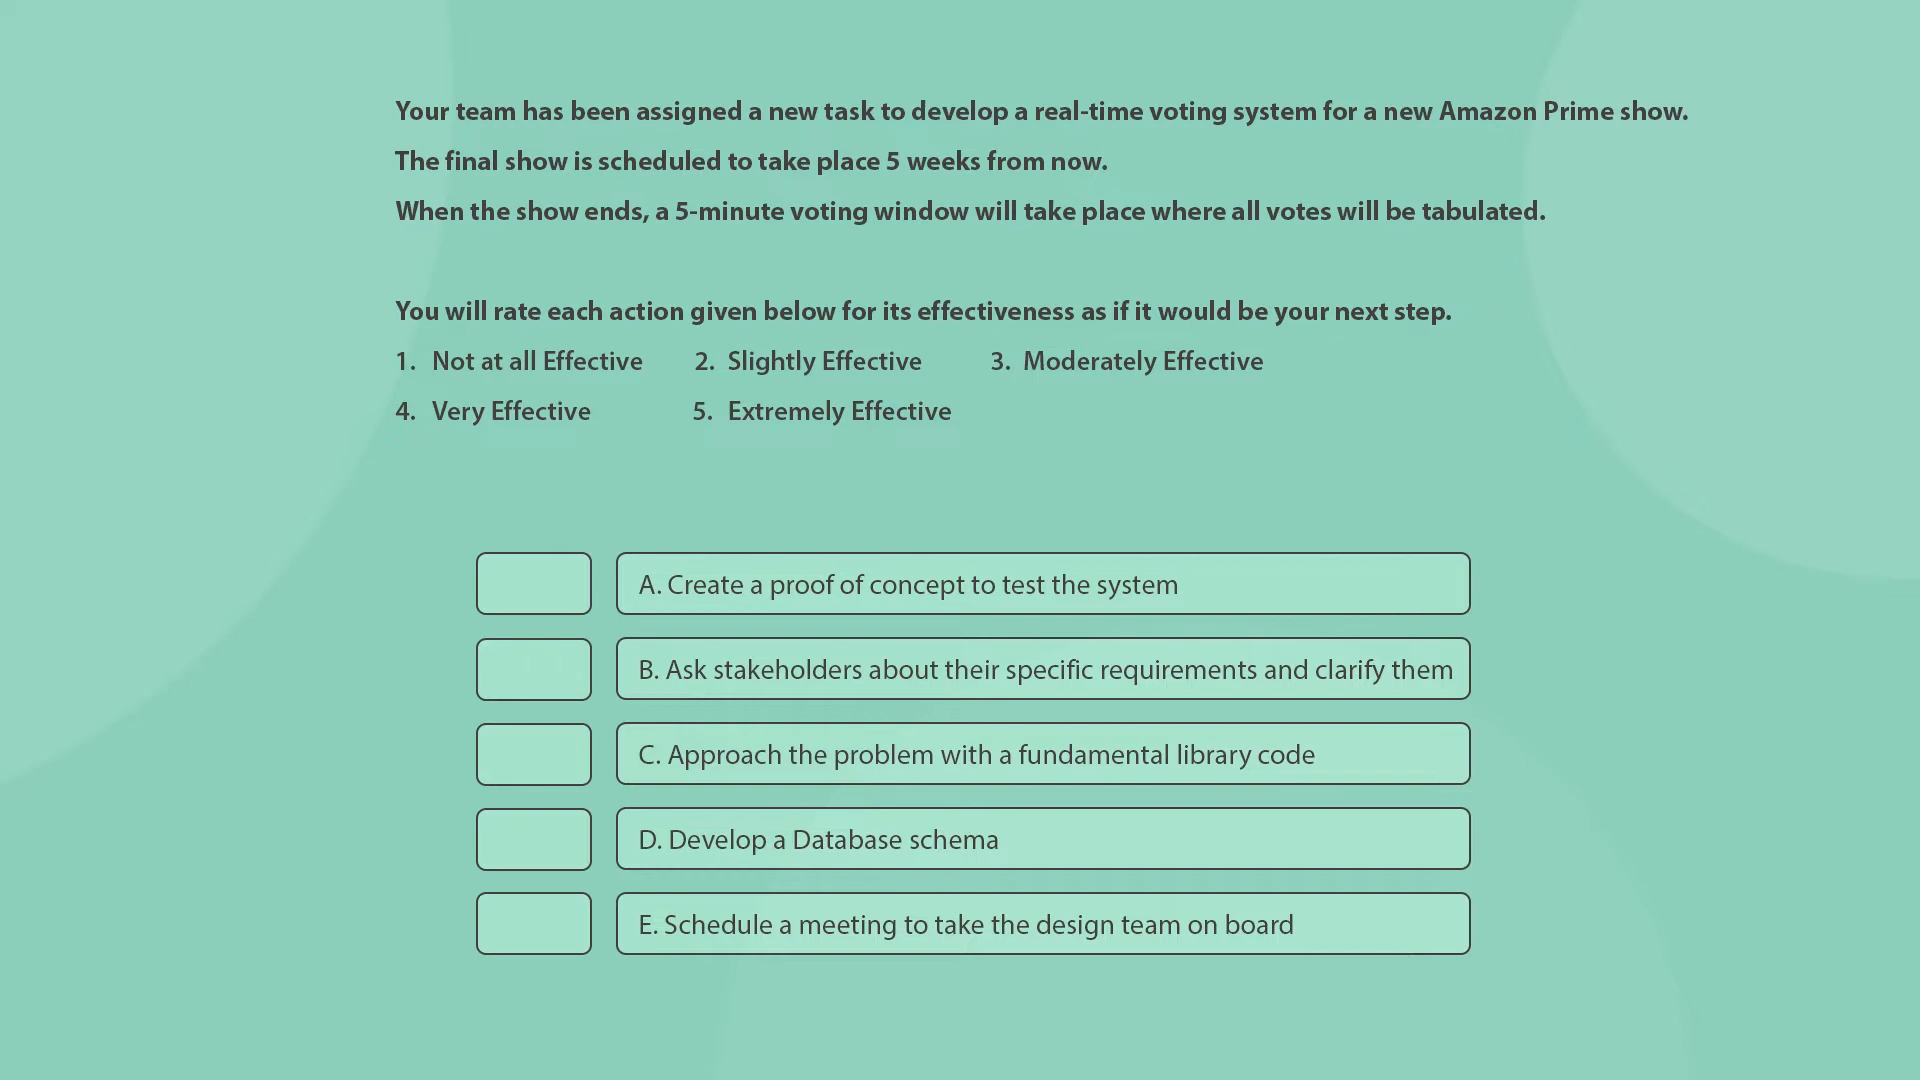 Your team has been assigned a new task to develop a real-time voting system for a new Amazon Prime show.
The final show is scheduled to take place 5 weeks from now.
When the show ends, a 5-minute voting window will take place where all votes will be tabulated.
You will rate each action given below for its effectiveness as if it would be your next step.
1. Not at all Effective 2. Slightly Effective 3. Moderately Effective
4. Very Effective 5. Extremely Effective
A. Create a proof of concept to test the system
B. Ask stakeholders about their specific requirements and clarify them
C. Approach the problem with a fundamental library code
D. Develop a Database schema
E. Schedule a meeting to take the design team on board